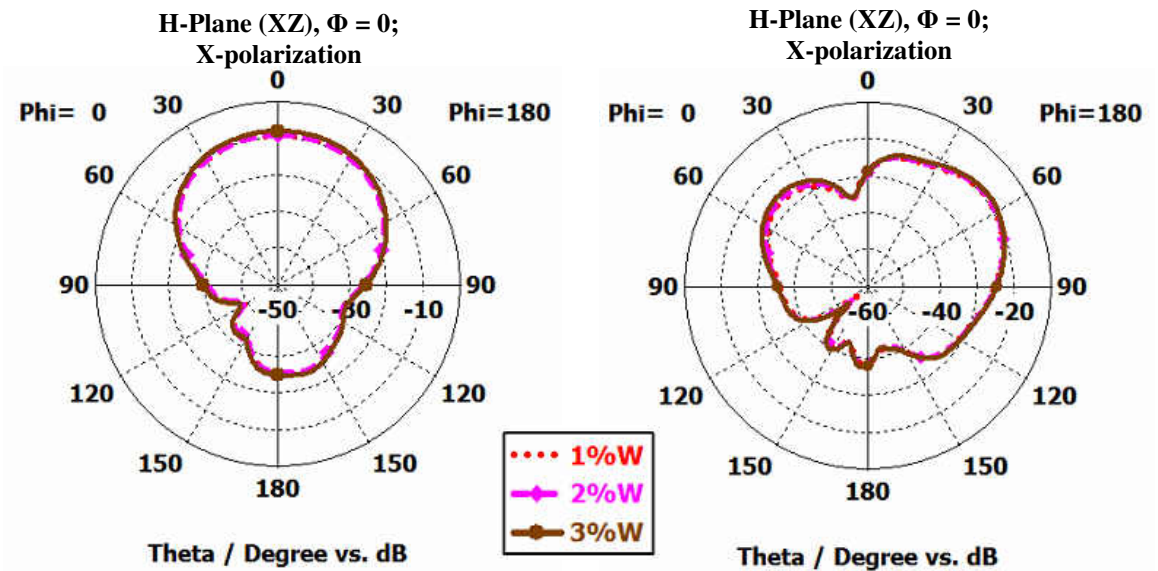 H-Plane (XZ), Φ = 0;
X-polarization
0
Phi= 0 30 30 Phi=180
60 60
90 90
-50 -30 -10
120 120
150 150
180
Theta / Degree vs. dB
H-Plane (XZ), Φ = 0;
X-polarization
0
Phi= 0 30 30 Phi=180
60 60
90 90
-60 -40 -20
120 120
150 150
180
Theta / Degree vs. dB
1%W
2%W
3%W